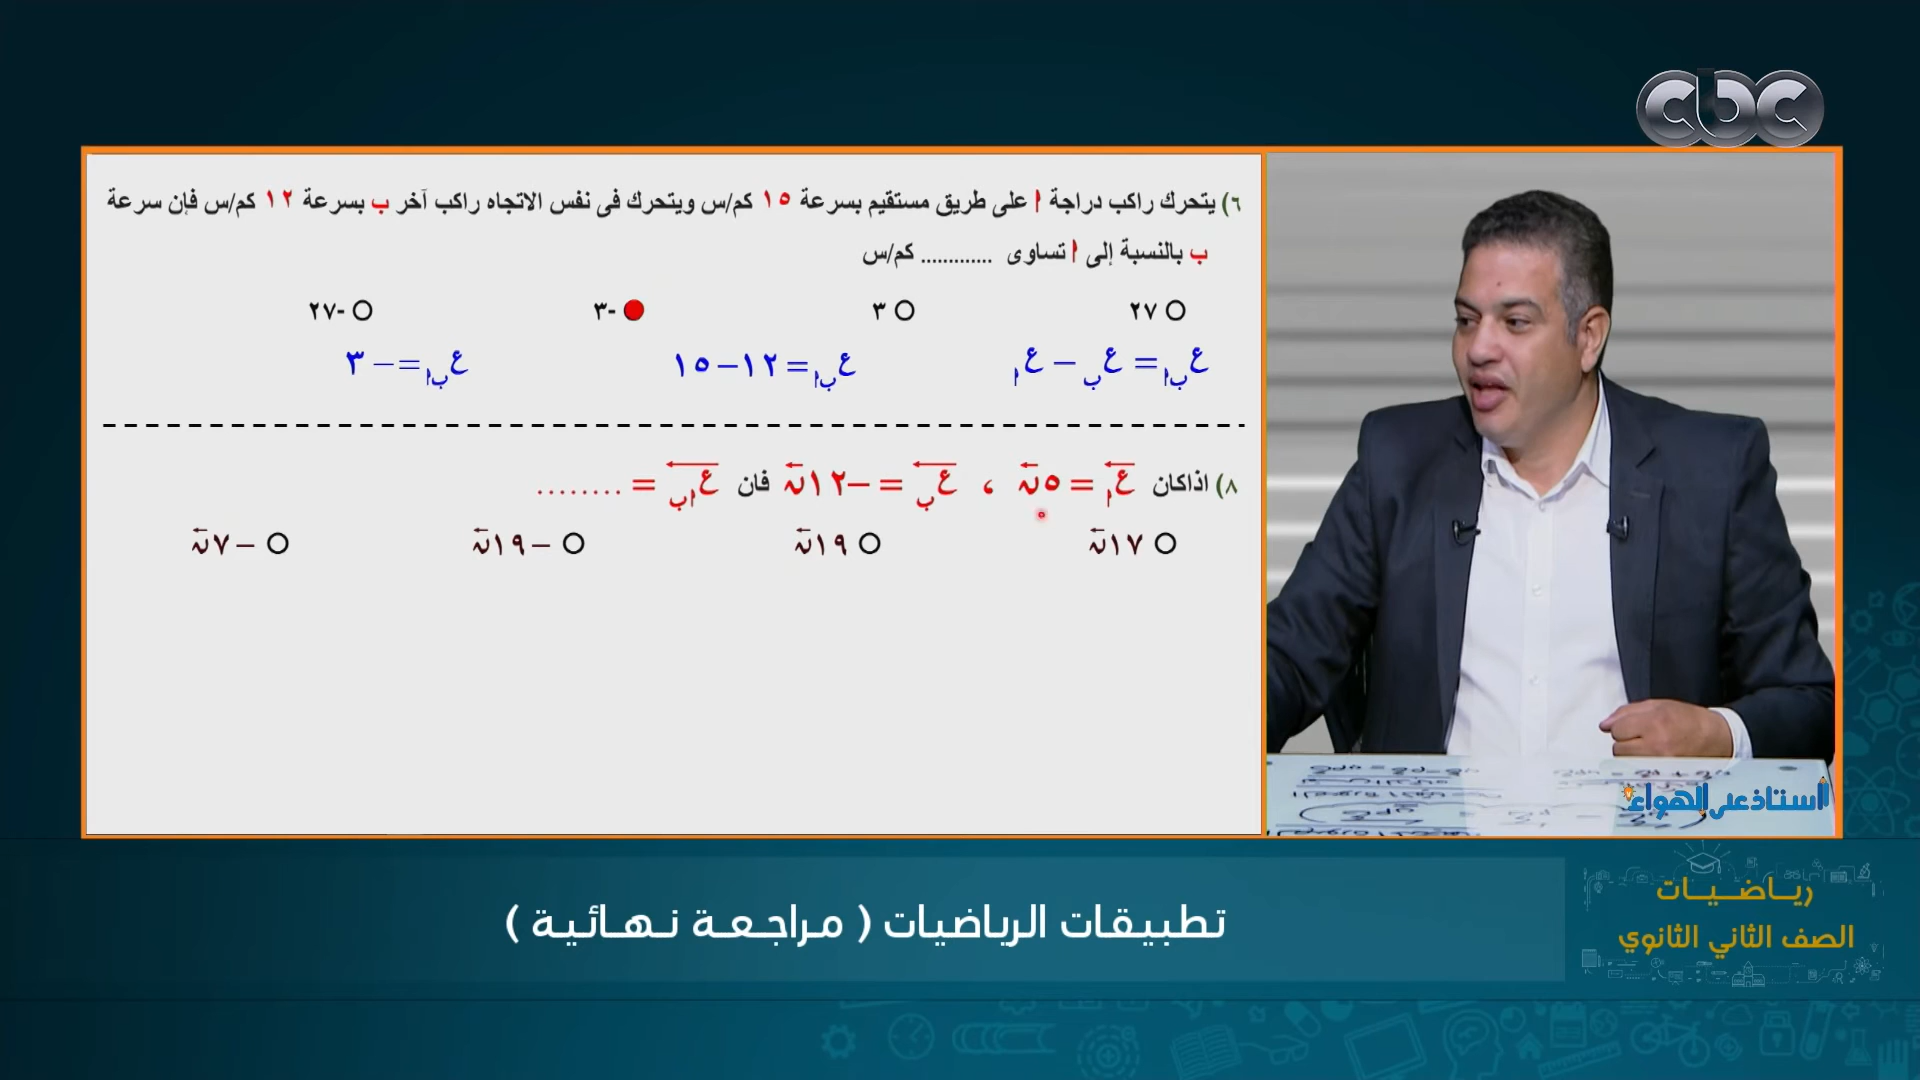 cbc
٦) يتحرك راكب دراجة ا على طريق مستقيم بسرعة ١٥ كم/س ويتحرك فى نفس الاتجاه راكب آخر ب بسرعة ١٢ كم/س فإن سرعة
ب بالنسبة إلى ا تساوى ............. كم/س
٢٧ ٣ -٣ -٢٧
ع ب ا = ع ب – ع ا ع ب ا = ١٢–١٥ ع ب ا =– ٣
٨) اذاكان ع ا = ٥ ن ، ع ب = –١٢ ن فان ع ا ب = ........
١٧ ن ١٩ ن –١٩ ن –٧ ن
أستاذ على الهواء
رياضيات
الصف الثاني الثانوي
تطبيقات الرياضيات ( مراجعة نهائية )